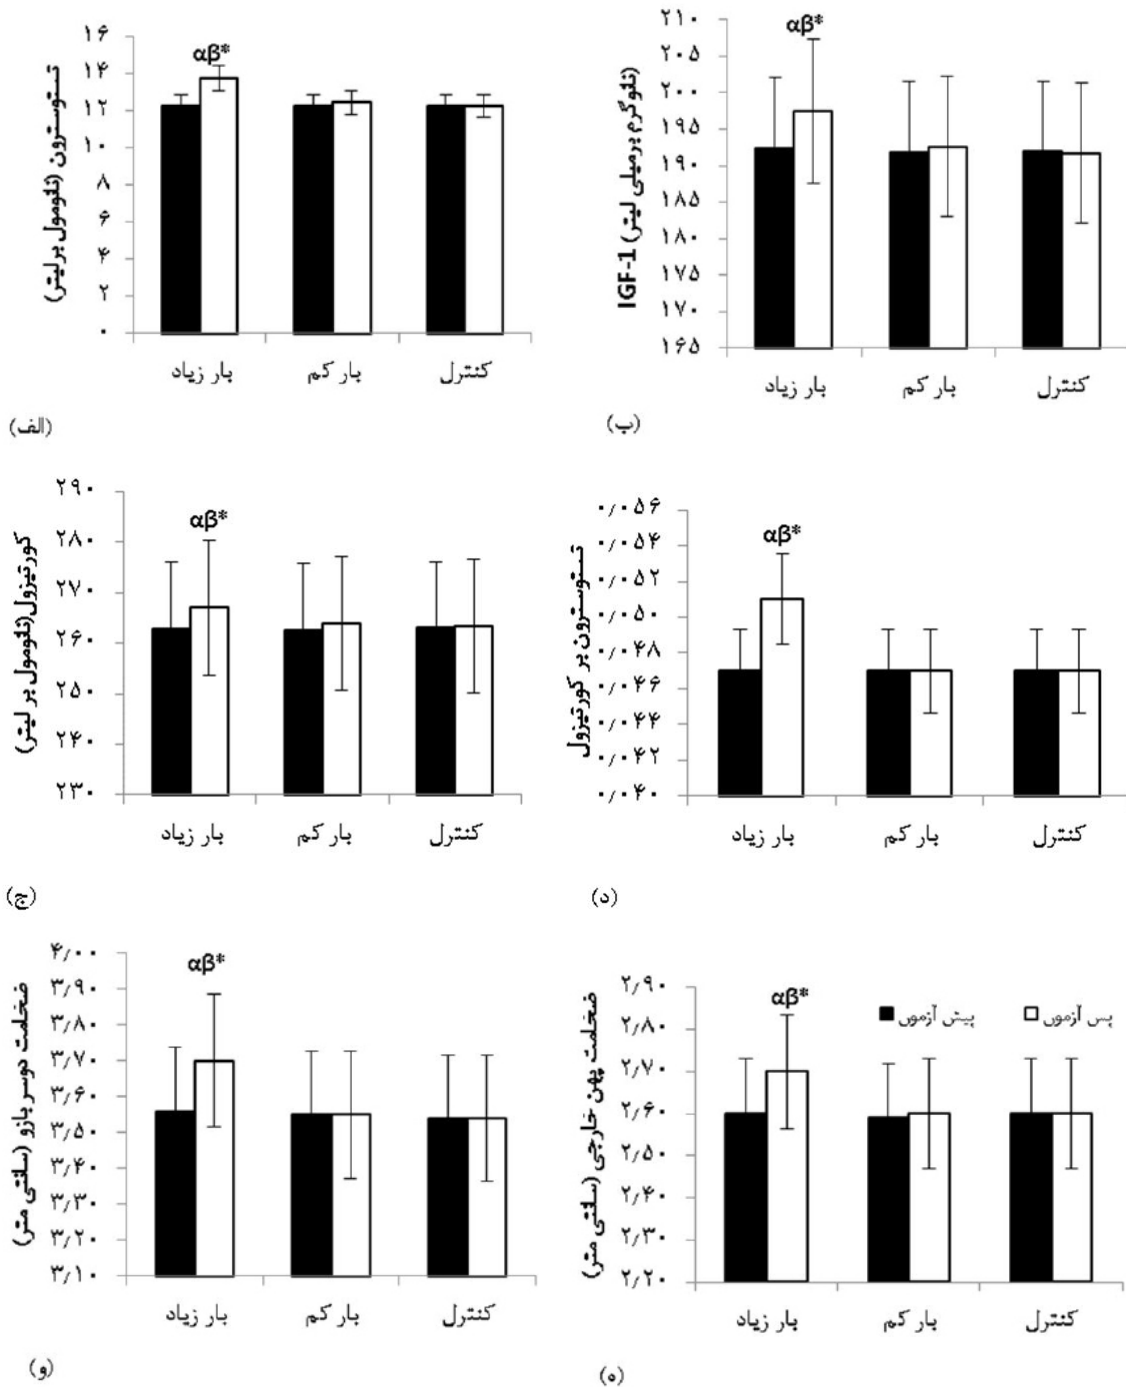 تستوسترون (نانومول بر لیتر)
۱۶
۱۴
۱۲
۱۰
۸
۶
۴
۲
۰
αβ*
بار زیاد
بار کم
کنترل
(الف)
IGF-1 (نانوگرم بر میلی لیتر)
۲۱۰
۲۰۵
۲۰۰
۱۹۵
۱۹۰
۱۸۵
۱۸۰
۱۷۵
۱۷۰
۱۶۵
αβ*
بار زیاد
بار کم
کنترل
(ب)
کورتیزول(نانومول بر لیتر)
۲۹۰
۲۸۰
۲۷۰
۲۶۰
۲۵۰
۲۴۰
۲۳۰
αβ*
بار زیاد
بار کم
کنترل
(ج)
تستوسترون بر کورتیزول
۰/۰۵۶
۰/۰۵۴
۰/۰۵۲
۰/۰۵۰
۰/۰۴۸
۰/۰۴۶
۰/۰۴۴
۰/۰۴۲
۰/۰۴۰
αβ*
بار زیاد
بار کم
کنترل
(د)
ضخامت دوسر بازو (سانتی متر)
۴/۰۰
۳/۹۰
۳/۸۰
۳/۷۰
۳/۶۰
۳/۵۰
۳/۴۰
۳/۳۰
۳/۲۰
۳/۱۰
αβ*
بار زیاد
بار کم
کنترل
(و)
ضخامت پهن خارجی (سانتی متر)
۲/۹۰
۲/۸۰
۲/۷۰
۲/۶۰
۲/۵۰
۲/۴۰
۲/۳۰
۲/۲۰
αβ*
پیش آزمون
پس آزمون
بار زیاد
بار کم
کنترل
(ه)